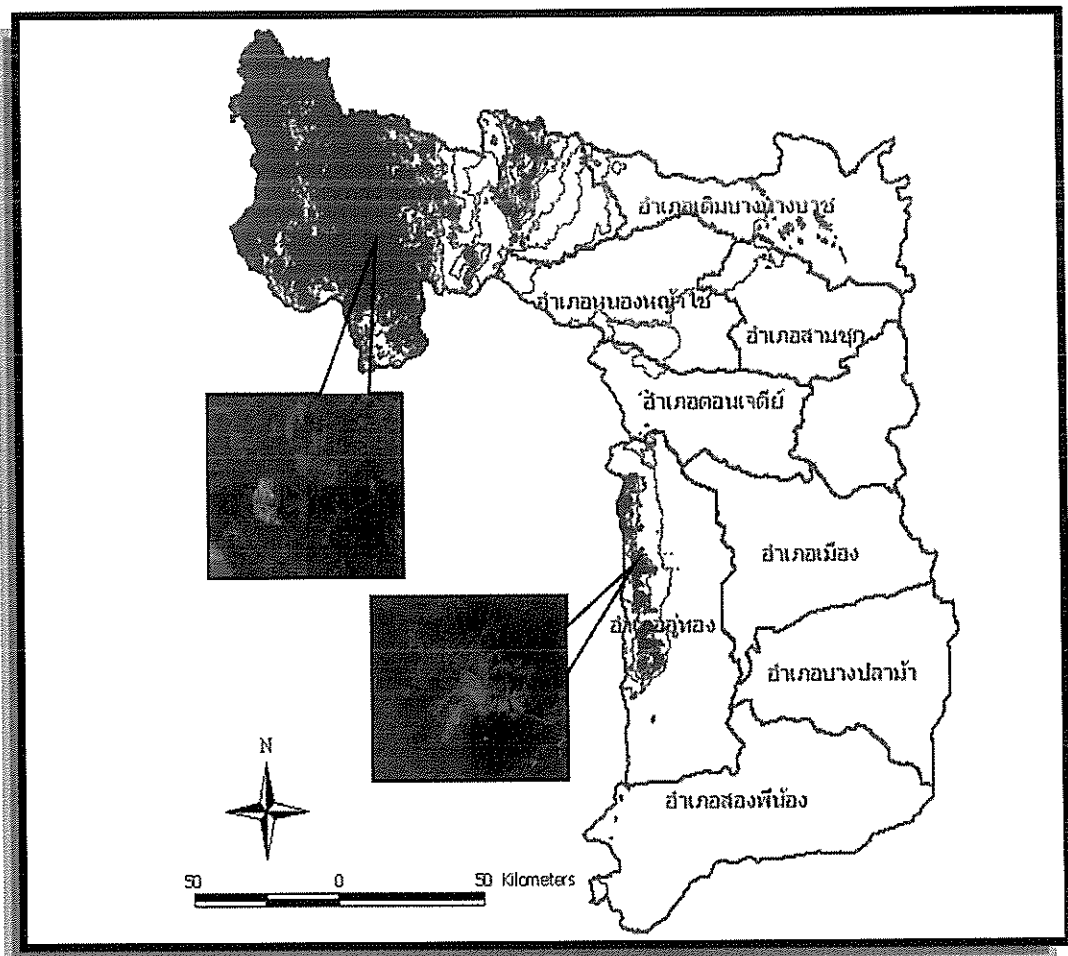 อำเภอเดิมบางนางบวช
อำเภอหนองหญ้าไซ
อำเภอสามชุก
อำเภอดอนเจดีย์
อำเภอเมือง
อำเภออู่ทอง
อำเภอบางปลาม้า
อำเภอสองพี่น้อง
N
50 0 50 Kilometers